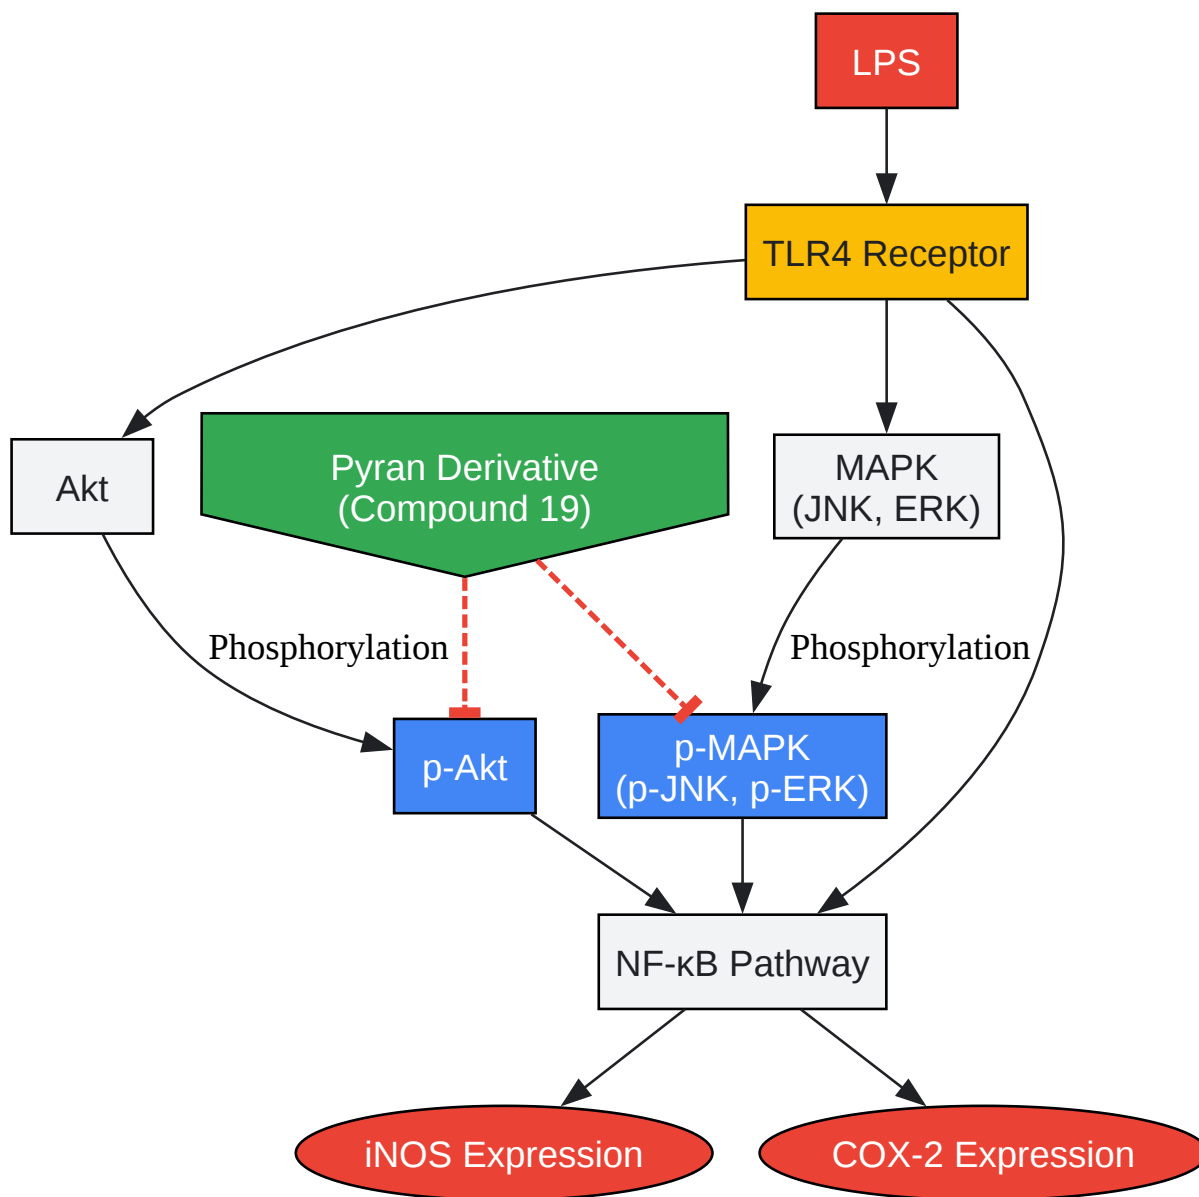 LPS
TLR4 Receptor
Pyran Derivative
(Compound 19)
MAPK
(JNK, ERK)
Akt
Phosphorylation
Phosphorylation
p-Akt
p-MAPK
(p-JNK, p-ERK)
NF-κB Pathway
iNOS Expression
COX-2 Expression